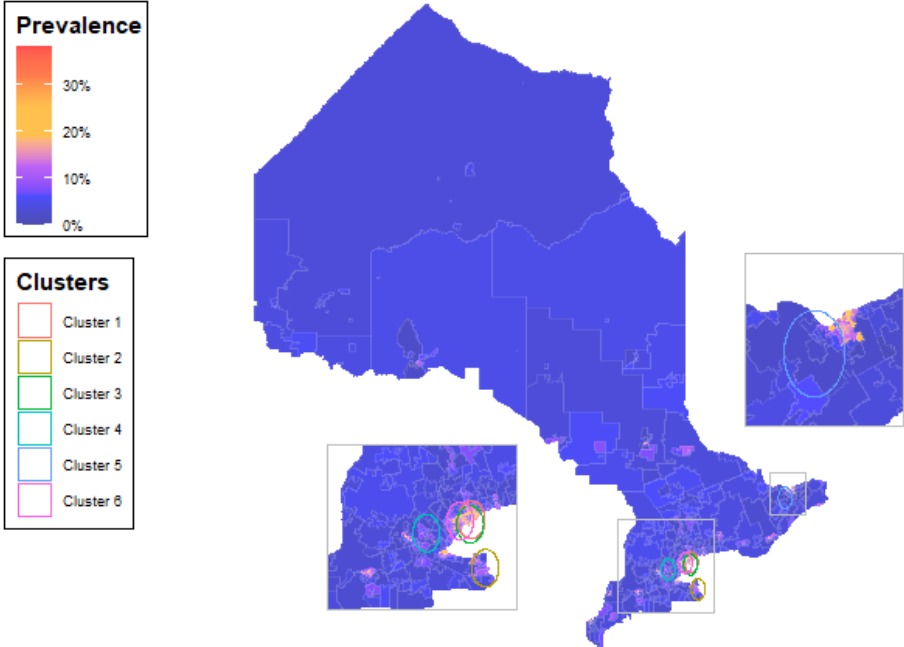 Prevalence
30%
20%
10%
0%
Clusters
Cluster 1
Cluster 2
Cluster 3
Cluster 4
Cluster 5
Cluster 6